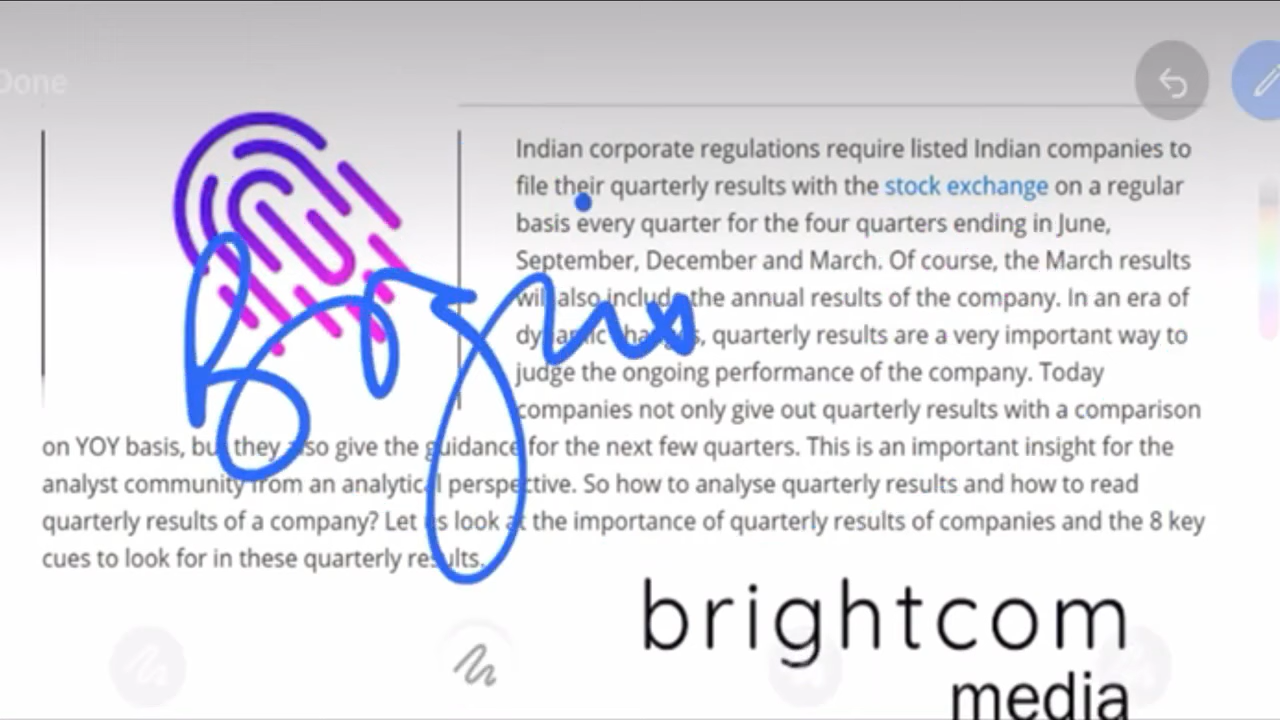 Done
Indian corporate regulations require listed Indian companies to
file their quarterly results with the stock exchange on a regular
basis every quarter for the four quarters ending in June,
September, December and March. Of course, the March results
will also include the annual results of the company. In an era of
dynamic changes, quarterly results are a very important way to
judge the ongoing performance of the company. Today
companies not only give out quarterly results with a comparison
on YOY basis, but they also give the guidance for the next few quarters. This is an important insight for the
analyst community from an analytical perspective. So how to analyse quarterly results and how to read
quarterly results of a company? Let us look at the importance of quarterly results of companies and the 8 key
cues to look for in these quarterly results.
brightcom
media